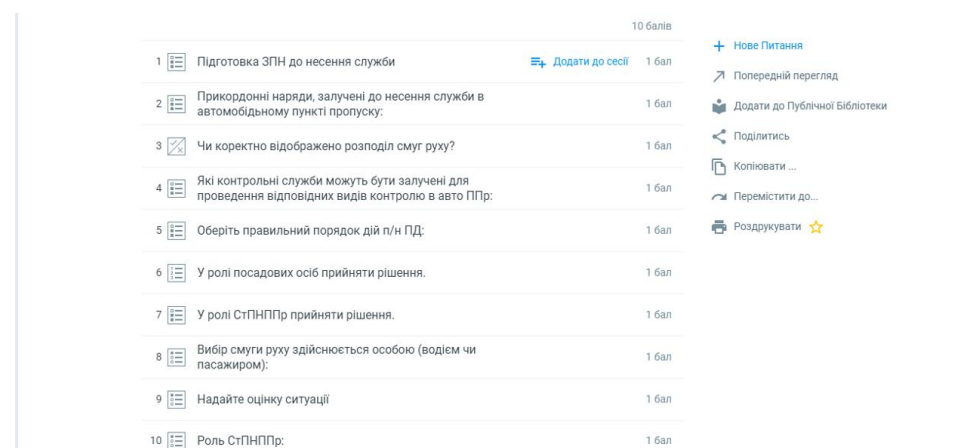 10 балів
1 Підготовка ЗПН до несення служби Додати до сесії 1 бал
2 Прикордонні наряди, залучені до несення служби в
автомобідьному пункті пропуску: 1 бал
3 Чи коректно відображено розподіл смуг руху? 1 бал
4 Які контрольні служби можуть бути залучені для
проведення відповідних видів контролю в авто ППр: 1 бал
5 Оберіть правильний порядок дій п/н ПД: 1 бал
6 У ролі посадових осіб прийняти рішення. 1 бал
7 У ролі СтПНППр прийняти рішення. 1 бал
8 Вибір смуги руху здійснюється особою (водієм чи
пасажиром): 1 бал
9 Надайте оцінку ситуації 1 бал
10 Роль СтПНППр: 1 бал
Нове Питання
Попередній перегляд
Додати до Публічної Бібліотеки
Поділитись
Копіювати ...
Перемістити до...
Роздрукувати